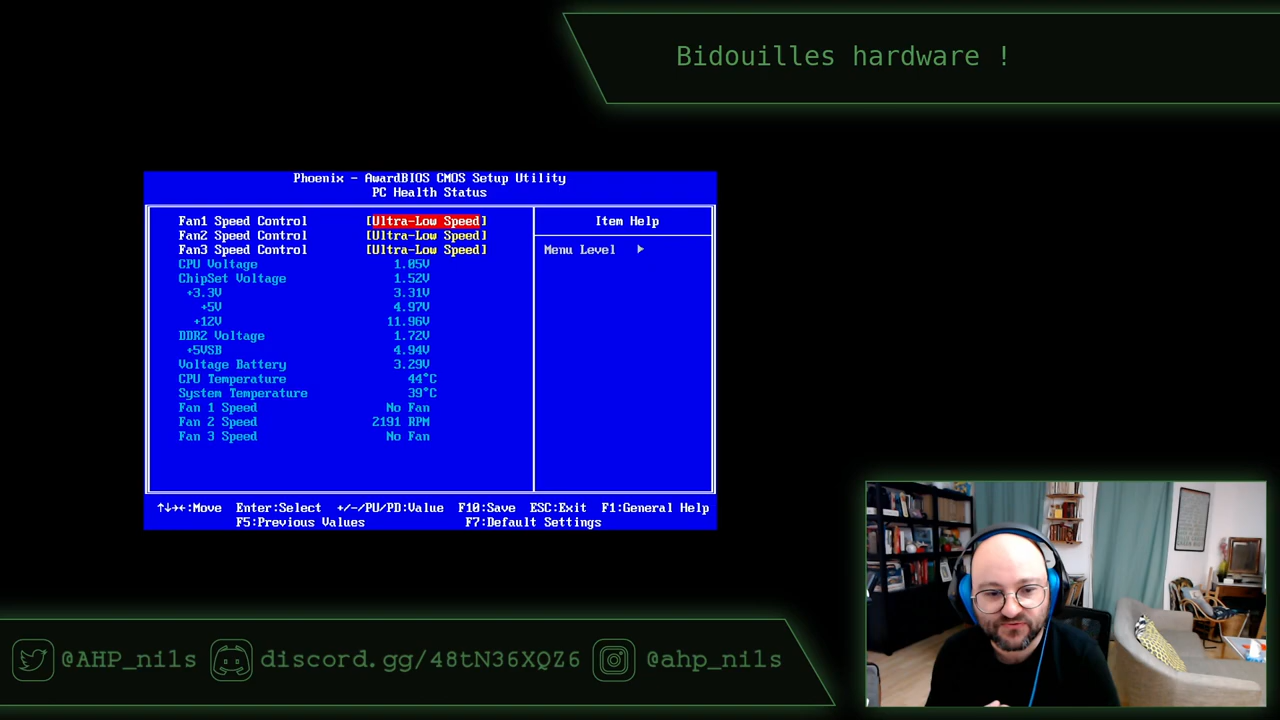 Bidouilles hardware !
Phoenix - AwardBIOS CMOS Setup Utility
PC Health Status
Fan1 Speed Control [Ultra-Low Speed]
Fan2 Speed Control [Ultra-Low Speed]
Fan3 Speed Control [Ultra-Low Speed]
CPU Voltage 1.05V
ChipSet Voltage 1.52V
+3.3V 3.31V
+5V 4.97V
+12V 11.96V
DDR2 Voltage 1.72V
+5VSB 4.94V
Voltage Battery 3.29V
CPU Temperature 44°C
System Temperature 39°C
Fan 1 Speed No Fan
Fan 2 Speed 2191 RPM
Fan 3 Speed No Fan
Item Help
Menu Level ▶
↑↓→←:Move Enter:Select +/-/PU/PD:Value F10:Save ESC:Exit F1:General Help
F5:Previous Values F7:Default Settings
@AHP_nils discord.gg/48tN36XQZ6 @ahp_nils